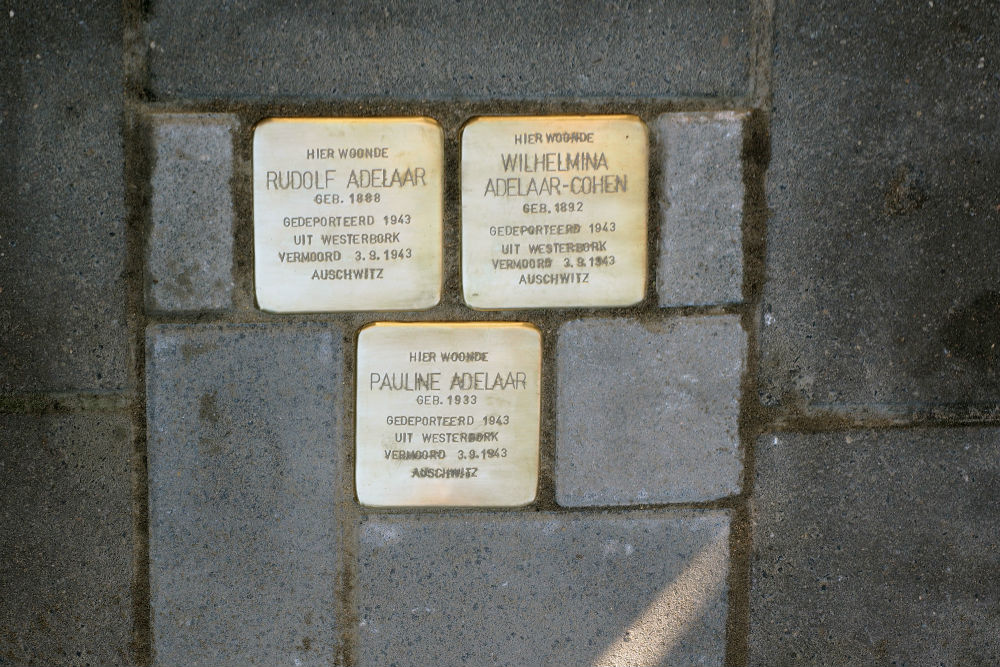 HIER WOONDE
RUDOLF ADELAAR
GEB. 1888
GEDEPORTEERD 1943
UIT WESTERBORK
VERMOORD 3.9.1943
AUSCHWITZ
HIER WOONDE
WILHELMINA
ADELAAR-COHEN
GEB. 1892
GEDEPORTEERD 1943
UIT WESTERBORK
VERMOORD 3.9.1943
AUSCHWITZ
HIER WOONDE
PAULINE ADELAAR
GEB. 1933
GEDEPORTEERD 1943
UIT WESTERBORK
VERMOORD 3.9.1943
AUSCHWITZ